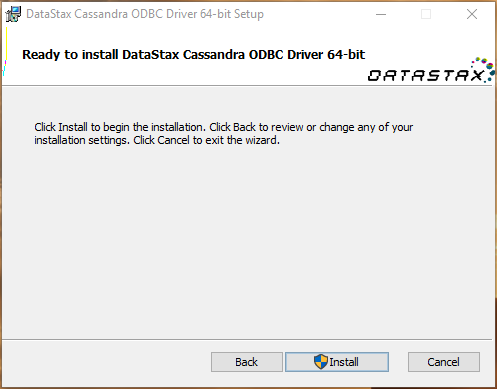 DataStax Cassandra ODBC Driver 64-bit Setup
Ready to install DataStax Cassandra ODBC Driver 64-bit
DATASTAX
Click Install to begin the installation. Click Back to review or change any of your
installation settings. Click Cancel to exit the wizard.
Back
Install
Cancel